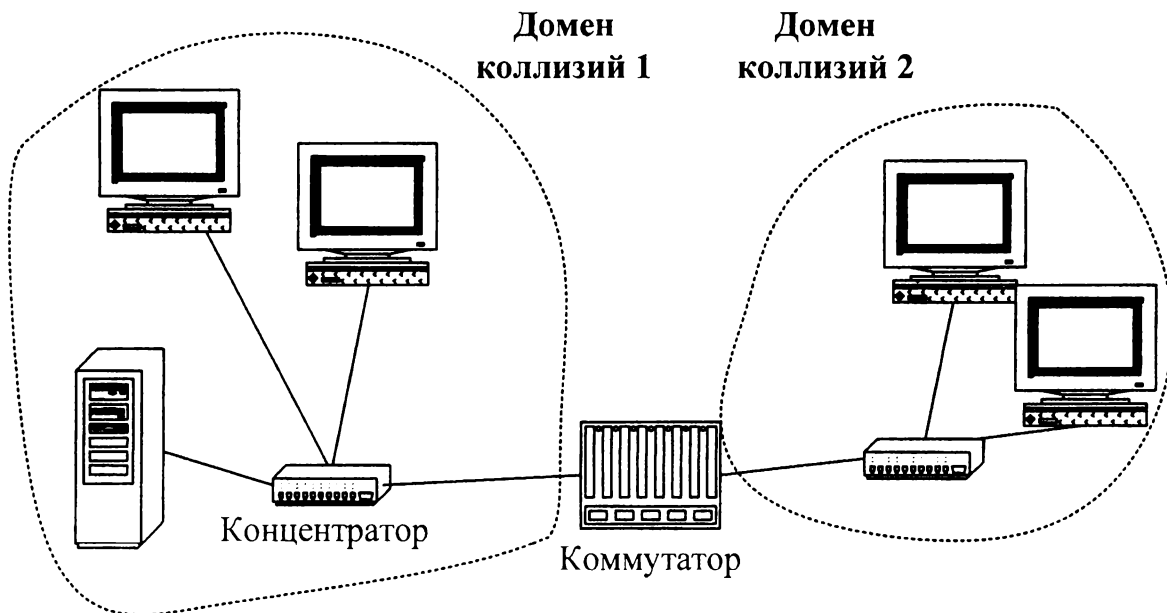 Домен
коллизий 1
Домен
коллизий 2
Концентратор
Коммутатор